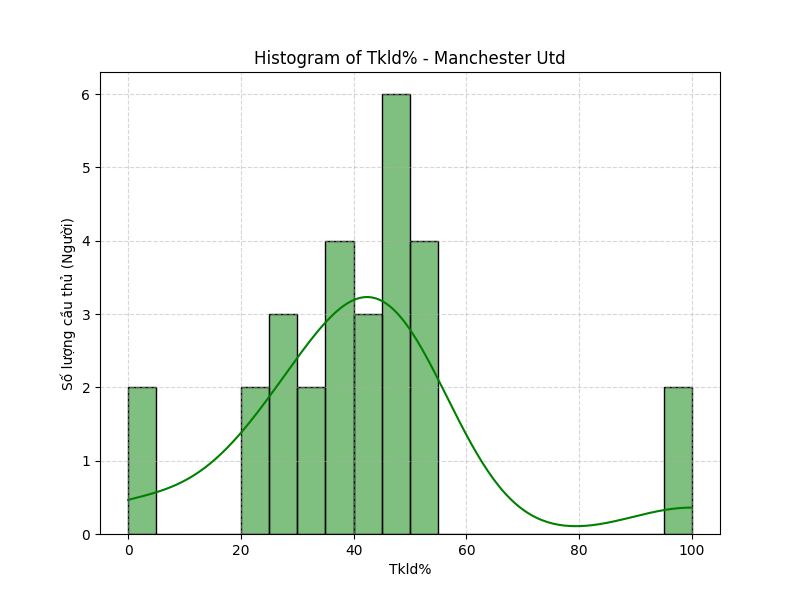 Histogram of Tkld% - Manchester Utd
Số lượng cầu thủ (Người)
6
5
4
3
2
1
0
0 20 40 60 80 100
Tkld%